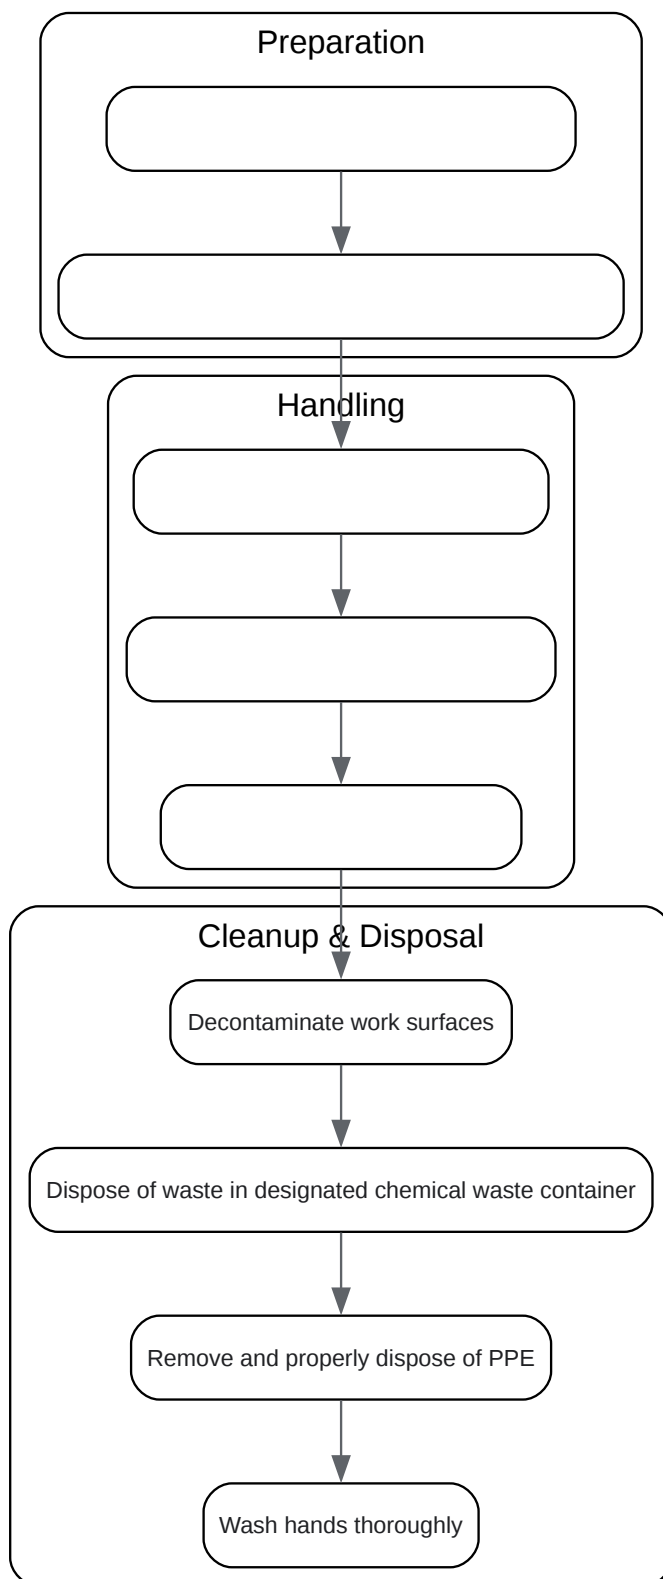 Preparation
Handling
Cleanup & Disposal
Decontaminate work surfaces
Dispose of waste in designated chemical waste container
Remove and properly dispose of PPE
Wash hands thoroughly